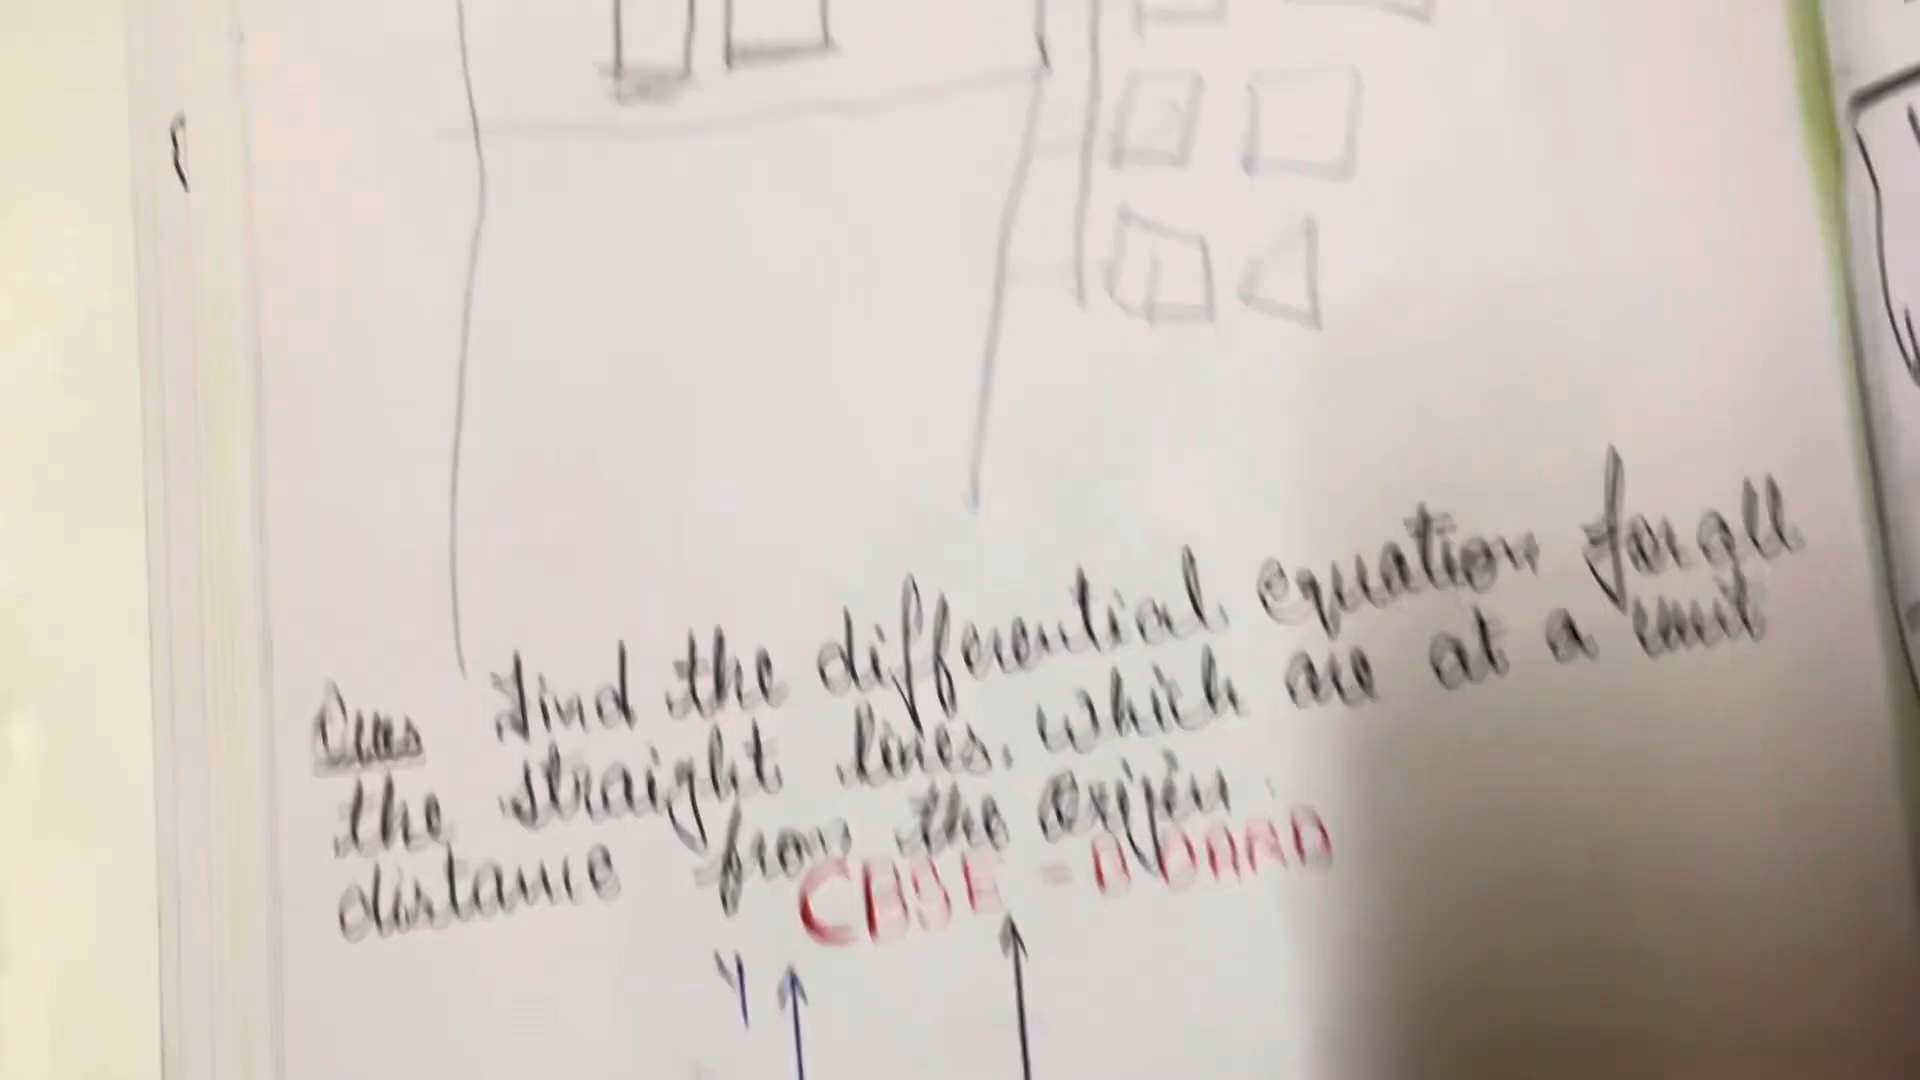 Ques Find the differential equation for all
the straight lines, which are at a unit
distance from the origin.
CBSE - BOARD
Y